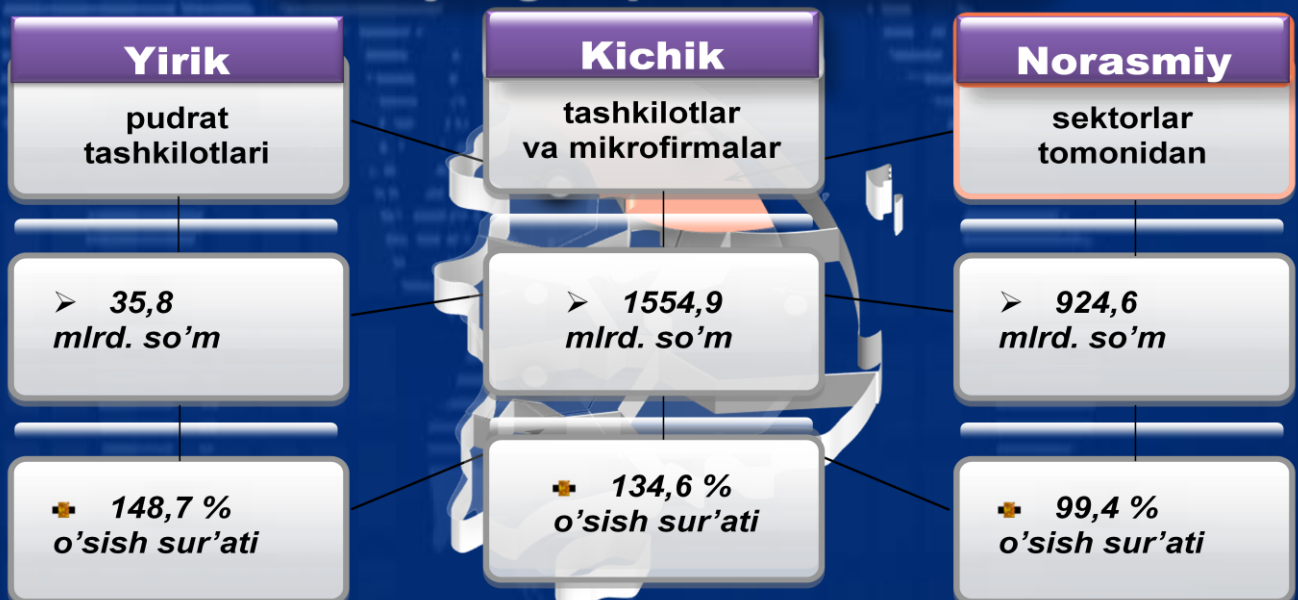 Yirik
pudrat
tashkilotlari
Kichik
tashkilotlar
va mikrofirmalar
Norasmiy
sektorlar
tomonidan
➢ 35,8
mlrd. so’m
➢ 1554,9
mlrd. so’m
➢ 924,6
mlrd. so’m
148,7 %
o’sish sur’ati
134,6 %
o’sish sur’ati
99,4 %
o’sish sur’ati